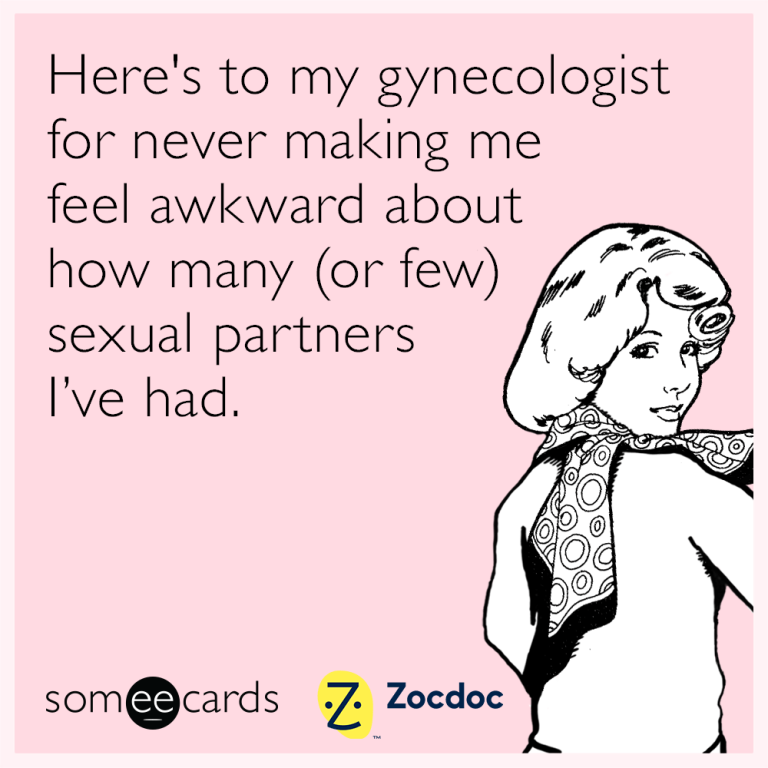 Here's to my gynecologist
for never making me
feel awkward about
how many (or few)
sexual partners
I’ve had.
someecards
Zocdoc
™